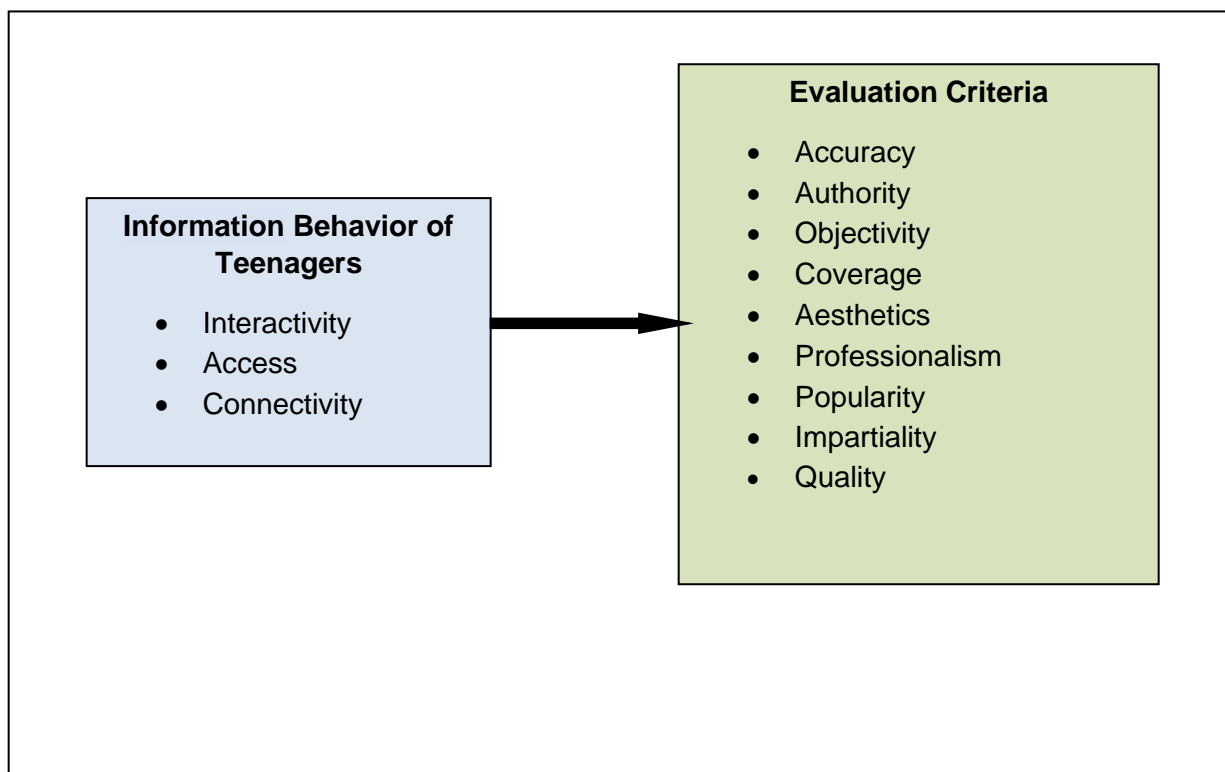 Information Behavior of
Teenagers
• Interactivity
• Access
• Connectivity
Evaluation Criteria
• Accuracy
• Authority
• Objectivity
• Coverage
• Aesthetics
• Professionalism
• Popularity
• Impartiality
• Quality